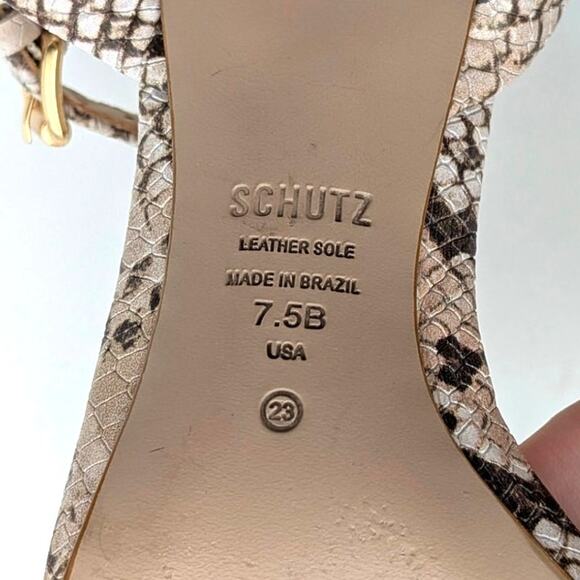 SCHUTZ
LEATHER SOLE
MADE IN BRAZIL
7.5B
USA
23